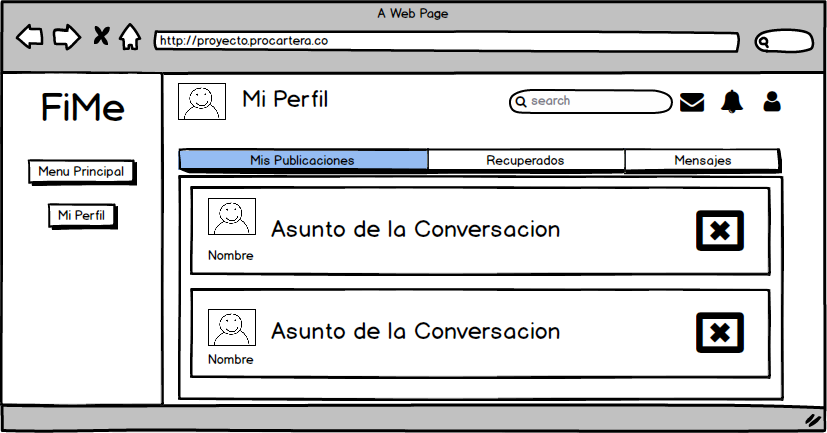 A Web Page
http://proyecto.procartera.co
FiMe
Menu Principal
Mi Perfil
Mi Perfil
search
Mis Publicaciones
Recuperados
Mensajes
Asunto de la Conversacion
Nombre
Asunto de la Conversacion
Nombre